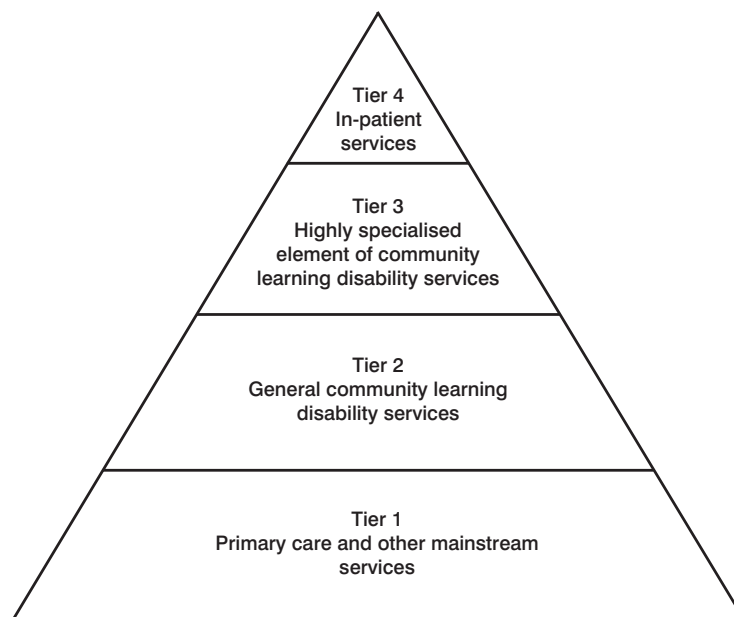 Tier 4
In-patient
services
Tier 3
Highly specialised
element of community
learning disability services
Tier 2
General community learning
disability services
Tier 1
Primary care and other mainstream
services